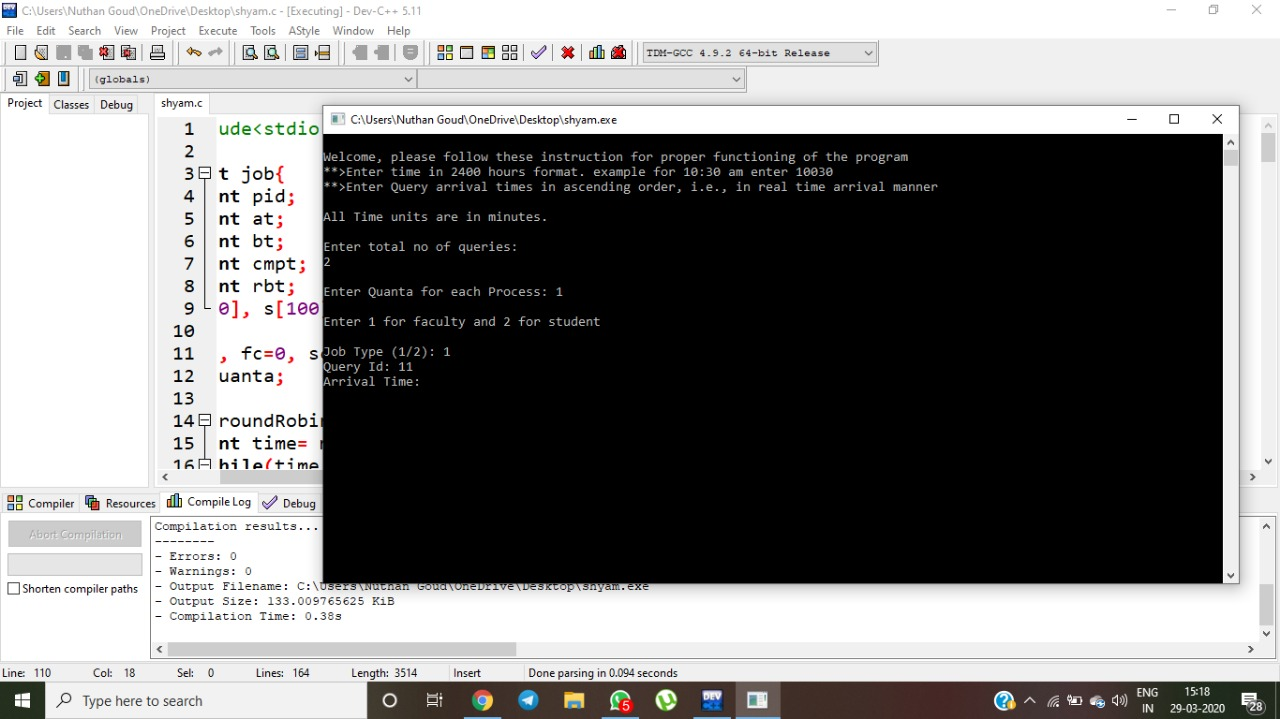 C:\Users\Nuthan Goud\OneDrive\Desktop\shyam.c - [Executing] - Dev-C++ 5.11
File Edit Search View Project Execute Tools AStyle Window Help
TDM-GCC 4.9.2 64-bit Release
(globals)
Project Classes Debug shyam.c
C:\Users\Nuthan Goud\OneDrive\Desktop\shyam.exe
1 ude<stdio
2
3 t job{
4 nt pid;
5 nt at;
6 nt bt;
7 nt cmpt;
8 nt rbt;
9 0], s[100
10
11 , fc=0, s
12 uanta;
13
14 roundRobi
15 nt time=
16 hile(time
Welcome, please follow these instruction for proper functioning of the program
**>Enter time in 2400 hours format. example for 10:30 am enter 10030
**>Enter Query arrival times in ascending order, i.e., in real time arrival manner
All Time units are in minutes.
Enter total no of queries:
2
Enter Quanta for each Process: 1
Enter 1 for faculty and 2 for student
Job Type (1/2): 1
Query Id: 11
Arrival Time:
Compiler Resources Compile Log Debug
Abort Compilation
Shorten compiler paths
Compilation results...
--------
- Errors: 0
- Warnings: 0
- Output Filename: C:\Users\Nuthan Goud\OneDrive\Desktop\shyam.exe
- Output Size: 133.009765625 KiB
- Compilation Time: 0.38s
Line: 110 Col: 18 Sel: 0 Lines: 164 Length: 3514 Insert Done parsing in 0.094 seconds
Type here to search
5
DEV
ENG
IN
15:18
29-03-2020
28